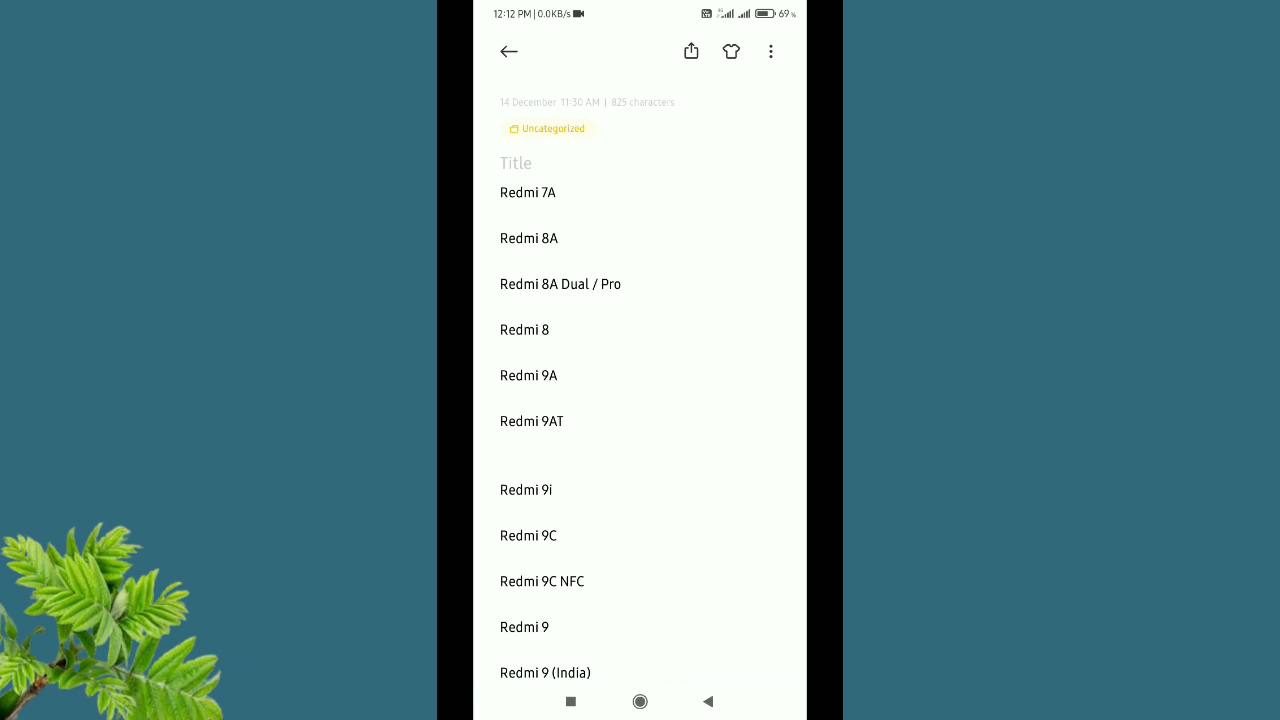 12:12 PM | 0.0KB/s 4G 69%
14 December 11:30 AM | 825 characters
Uncategorized
Title
Redmi 7A
Redmi 8A
Redmi 8A Dual / Pro
Redmi 8
Redmi 9A
Redmi 9AT
Redmi 9i
Redmi 9C
Redmi 9C NFC
Redmi 9
Redmi 9 (India)